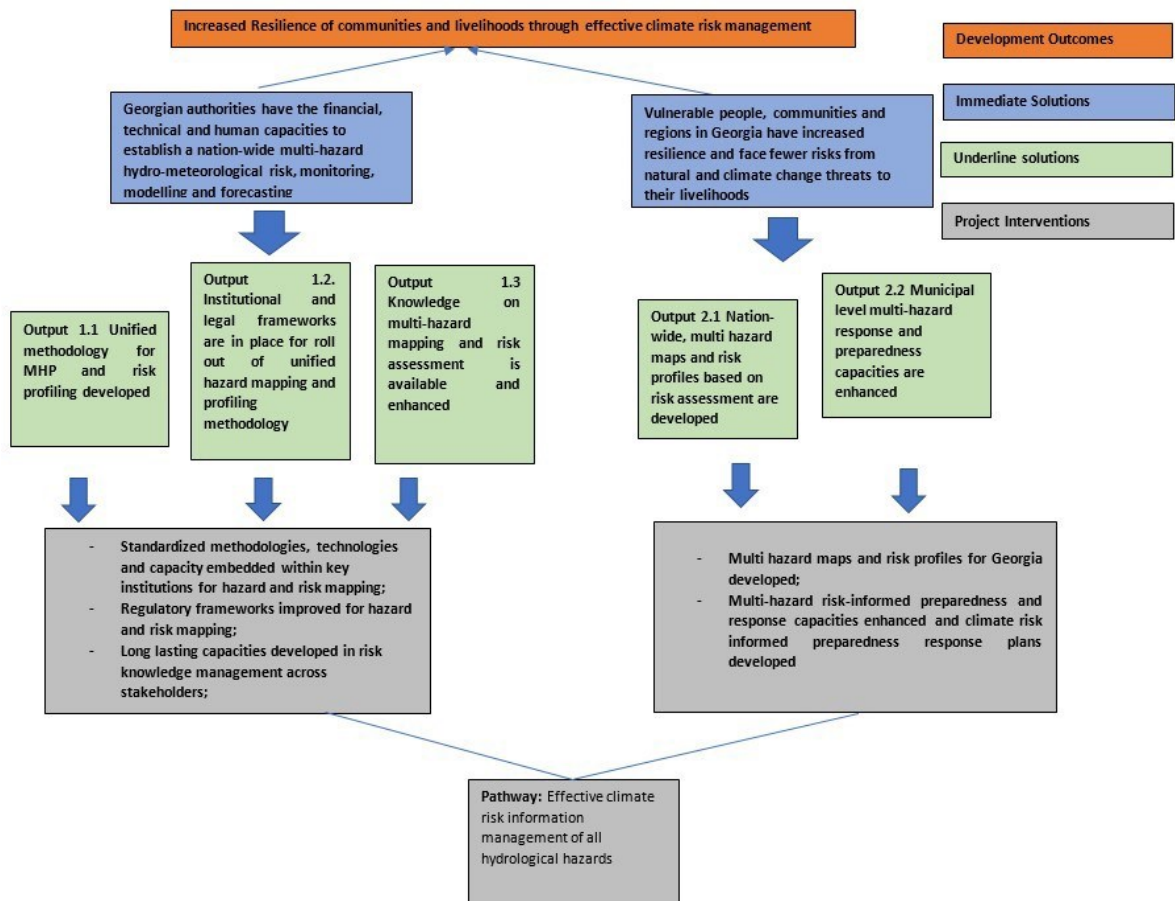 Increased Resilience of communities and livelihoods through effective climate risk management
Development Outcomes
Immediate Solutions
Underline solutions
Project Interventions
Georgian authorities have the financial,
technical and human capacities to
establish a nation-wide multi-hazard
hydro-meteorological risk, monitoring,
modelling and forecasting
Vulnerable people, communities and
regions in Georgia have increased
resilience and face fewer risks from
natural and climate change threats to
their livelihoods
Output 1.1 Unified
methodology for
MHP and risk
profiling developed
Output 1.2.
Institutional and
legal frameworks
are in place for roll
out of unified
hazard mapping and
profiling
methodology
Output 1.3
Knowledge on
multi-hazard
mapping and risk
assessment is
available and
enhanced
Output 2.1 Nation-
wide, multi hazard
maps and risk
profiles based on
risk assessment are
developed
Output 2.2 Municipal
level multi-hazard
response and
preparedness
capacities are
enhanced
- Standardized methodologies, technologies
and capacity embedded within key
institutions for hazard and risk mapping;
- Regulatory frameworks improved for hazard
and risk mapping;
- Long lasting capacities developed in risk
knowledge management across
stakeholders;
- Multi hazard maps and risk profiles for Georgia
developed;
- Multi-hazard risk-informed preparedness and
response capacities enhanced and climate risk
informed preparedness response plans
developed
Pathway: Effective climate
risk information
management of all
hydrological hazards